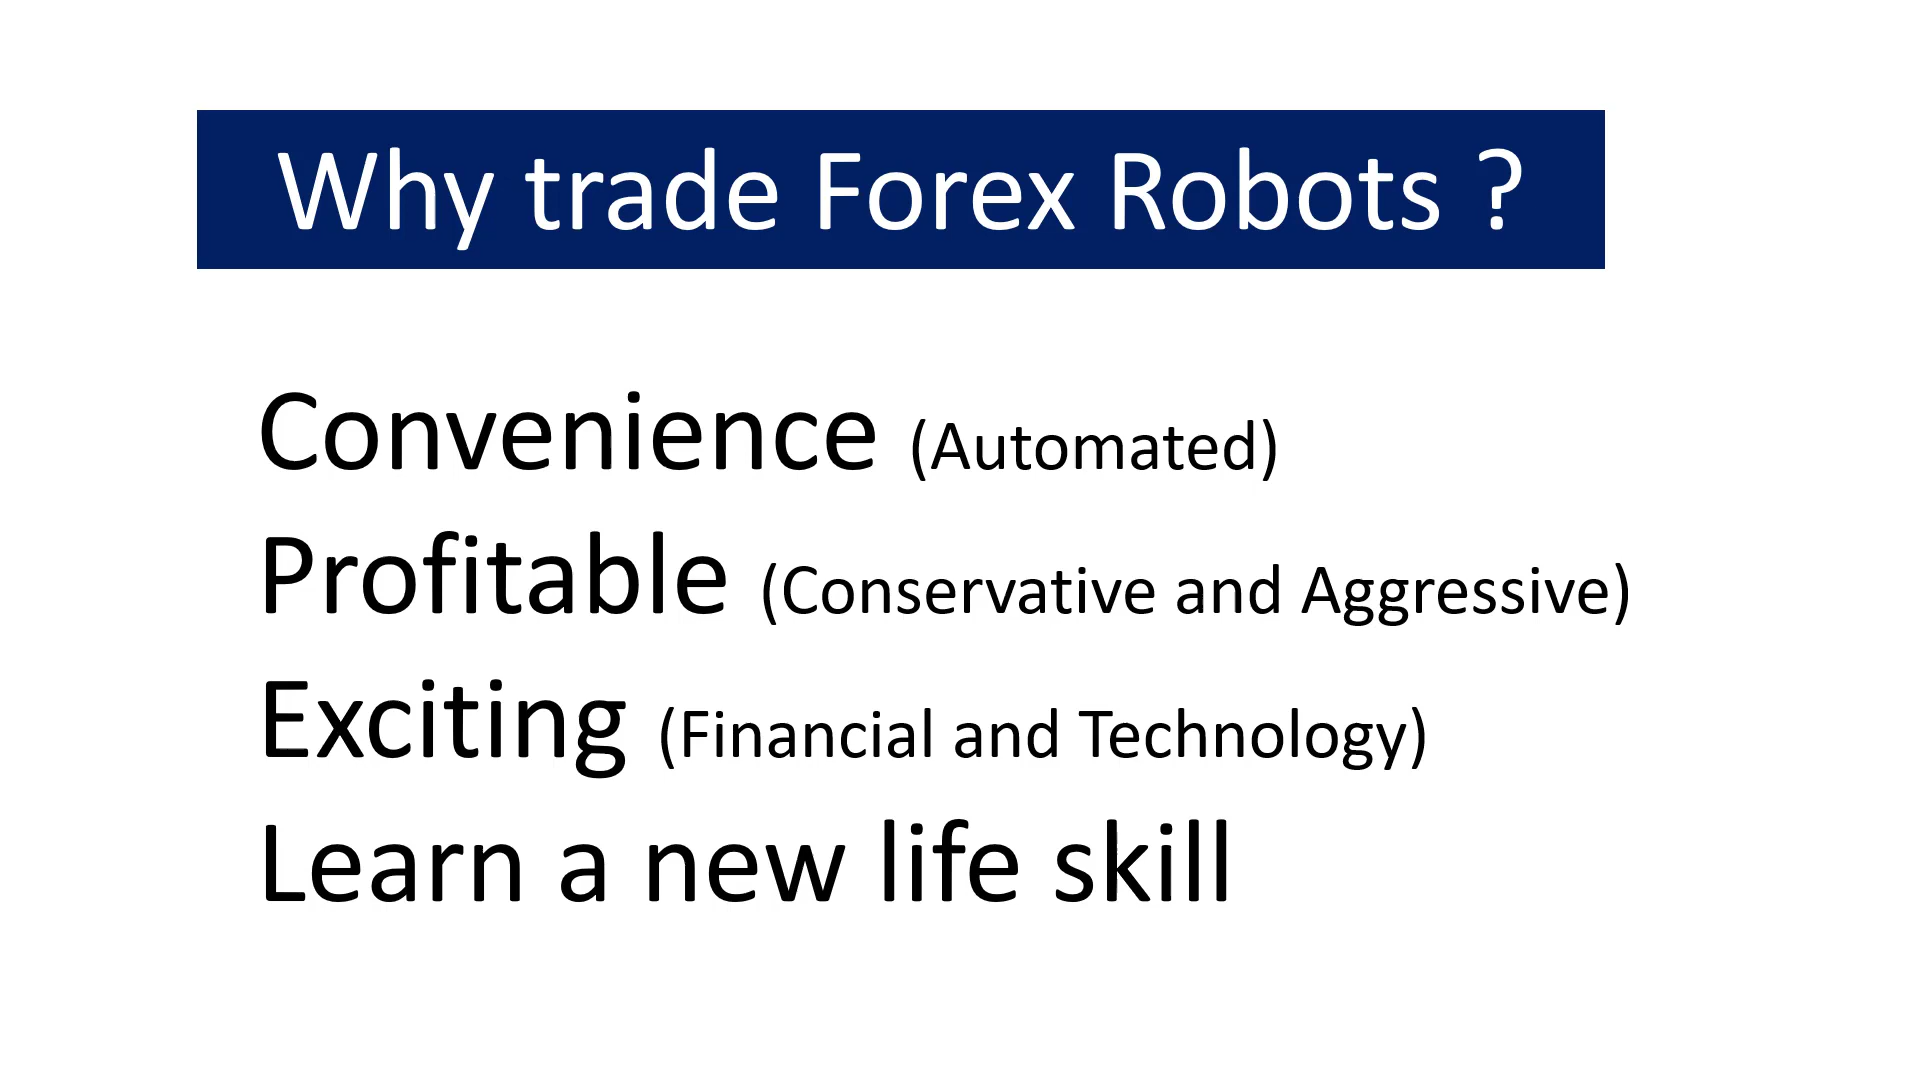 Why trade Forex Robots ?
Convenience (Automated)
Profitable (Conservative and Aggressive)
Exciting (Financial and Technology)
Learn a new life skill